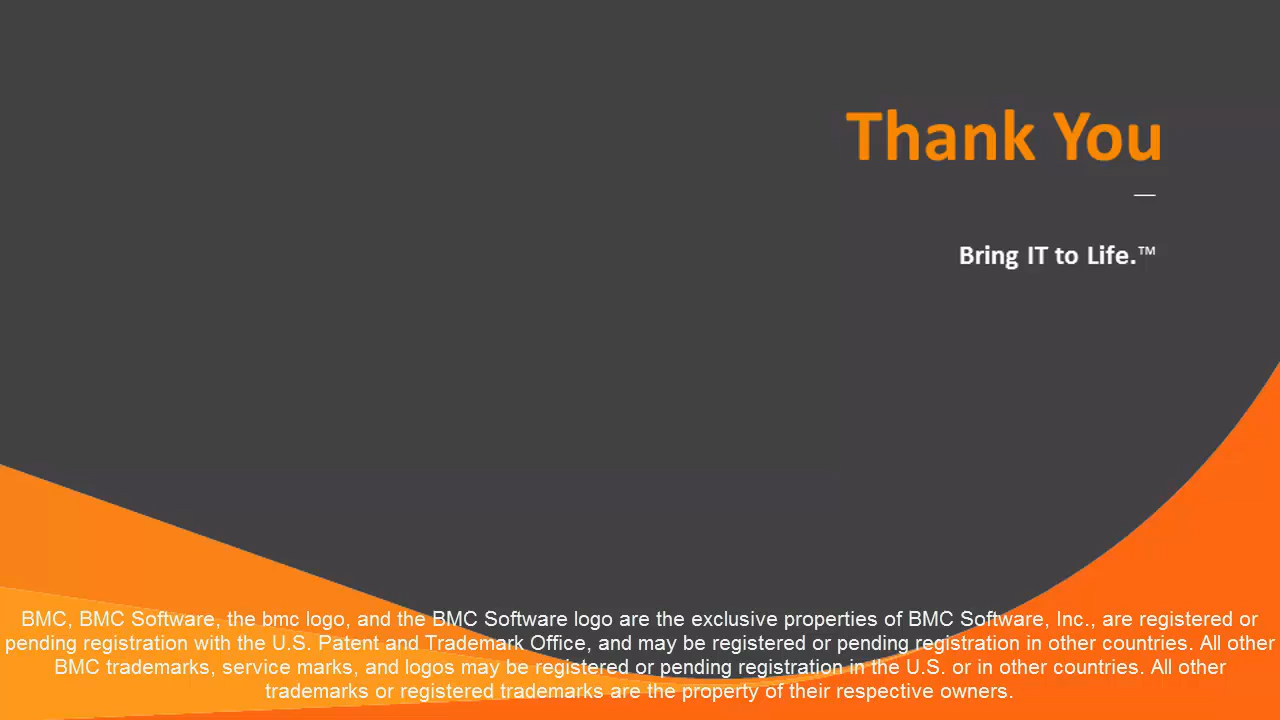 Thank You
—
Bring IT to Life.™
BMC, BMC Software, the bmc logo, and the BMC Software logo are the exclusive properties of BMC Software, Inc., are registered or
pending registration with the U.S. Patent and Trademark Office, and may be registered or pending registration in other countries. All other
BMC trademarks, service marks, and logos may be registered or pending registration in the U.S. or in other countries. All other
trademarks or registered trademarks are the property of their respective owners.